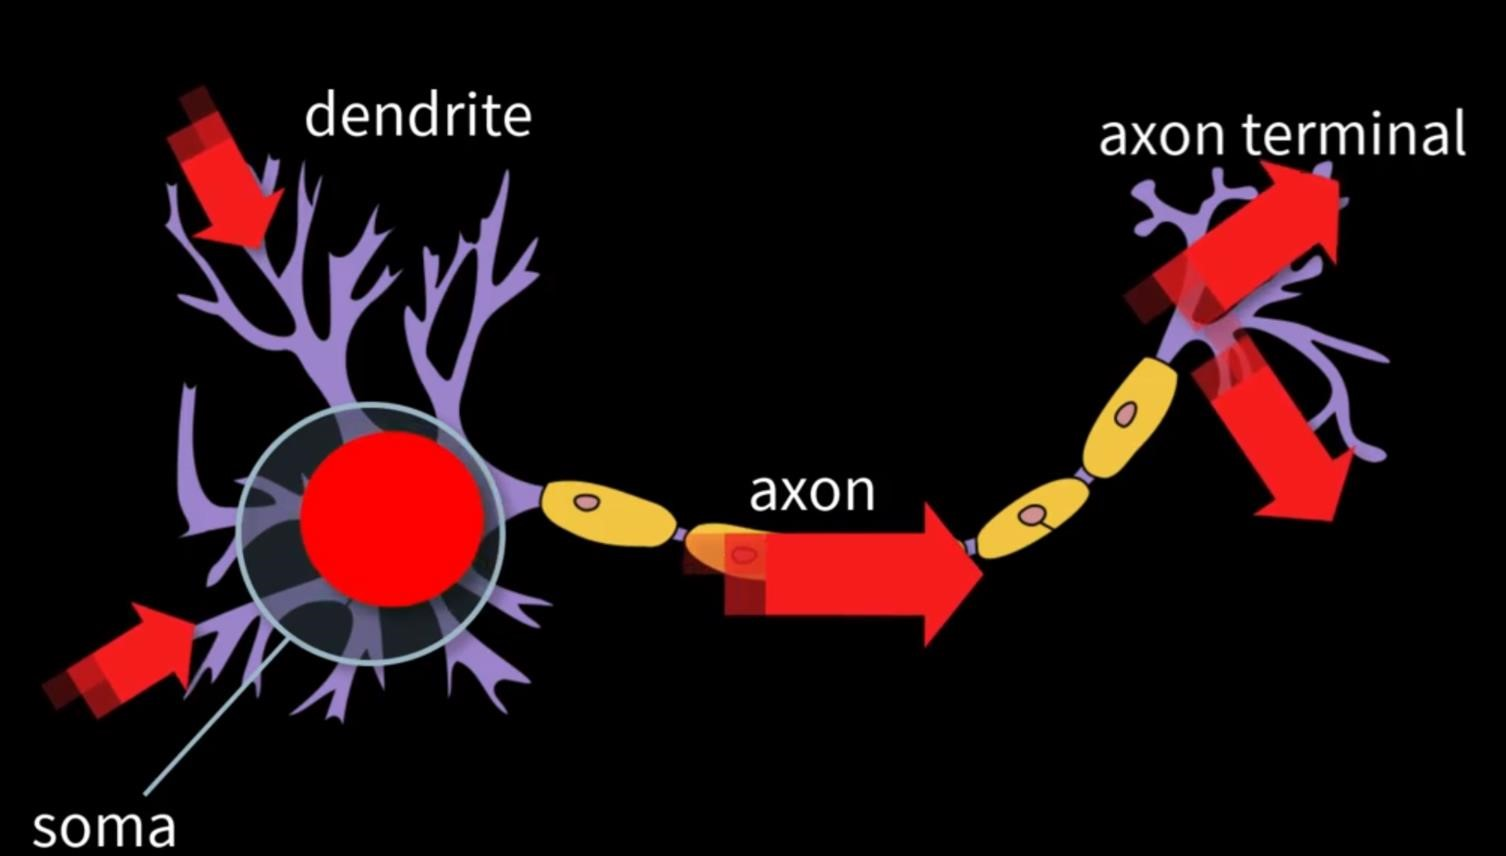 dendrite
axon terminal
axon
soma